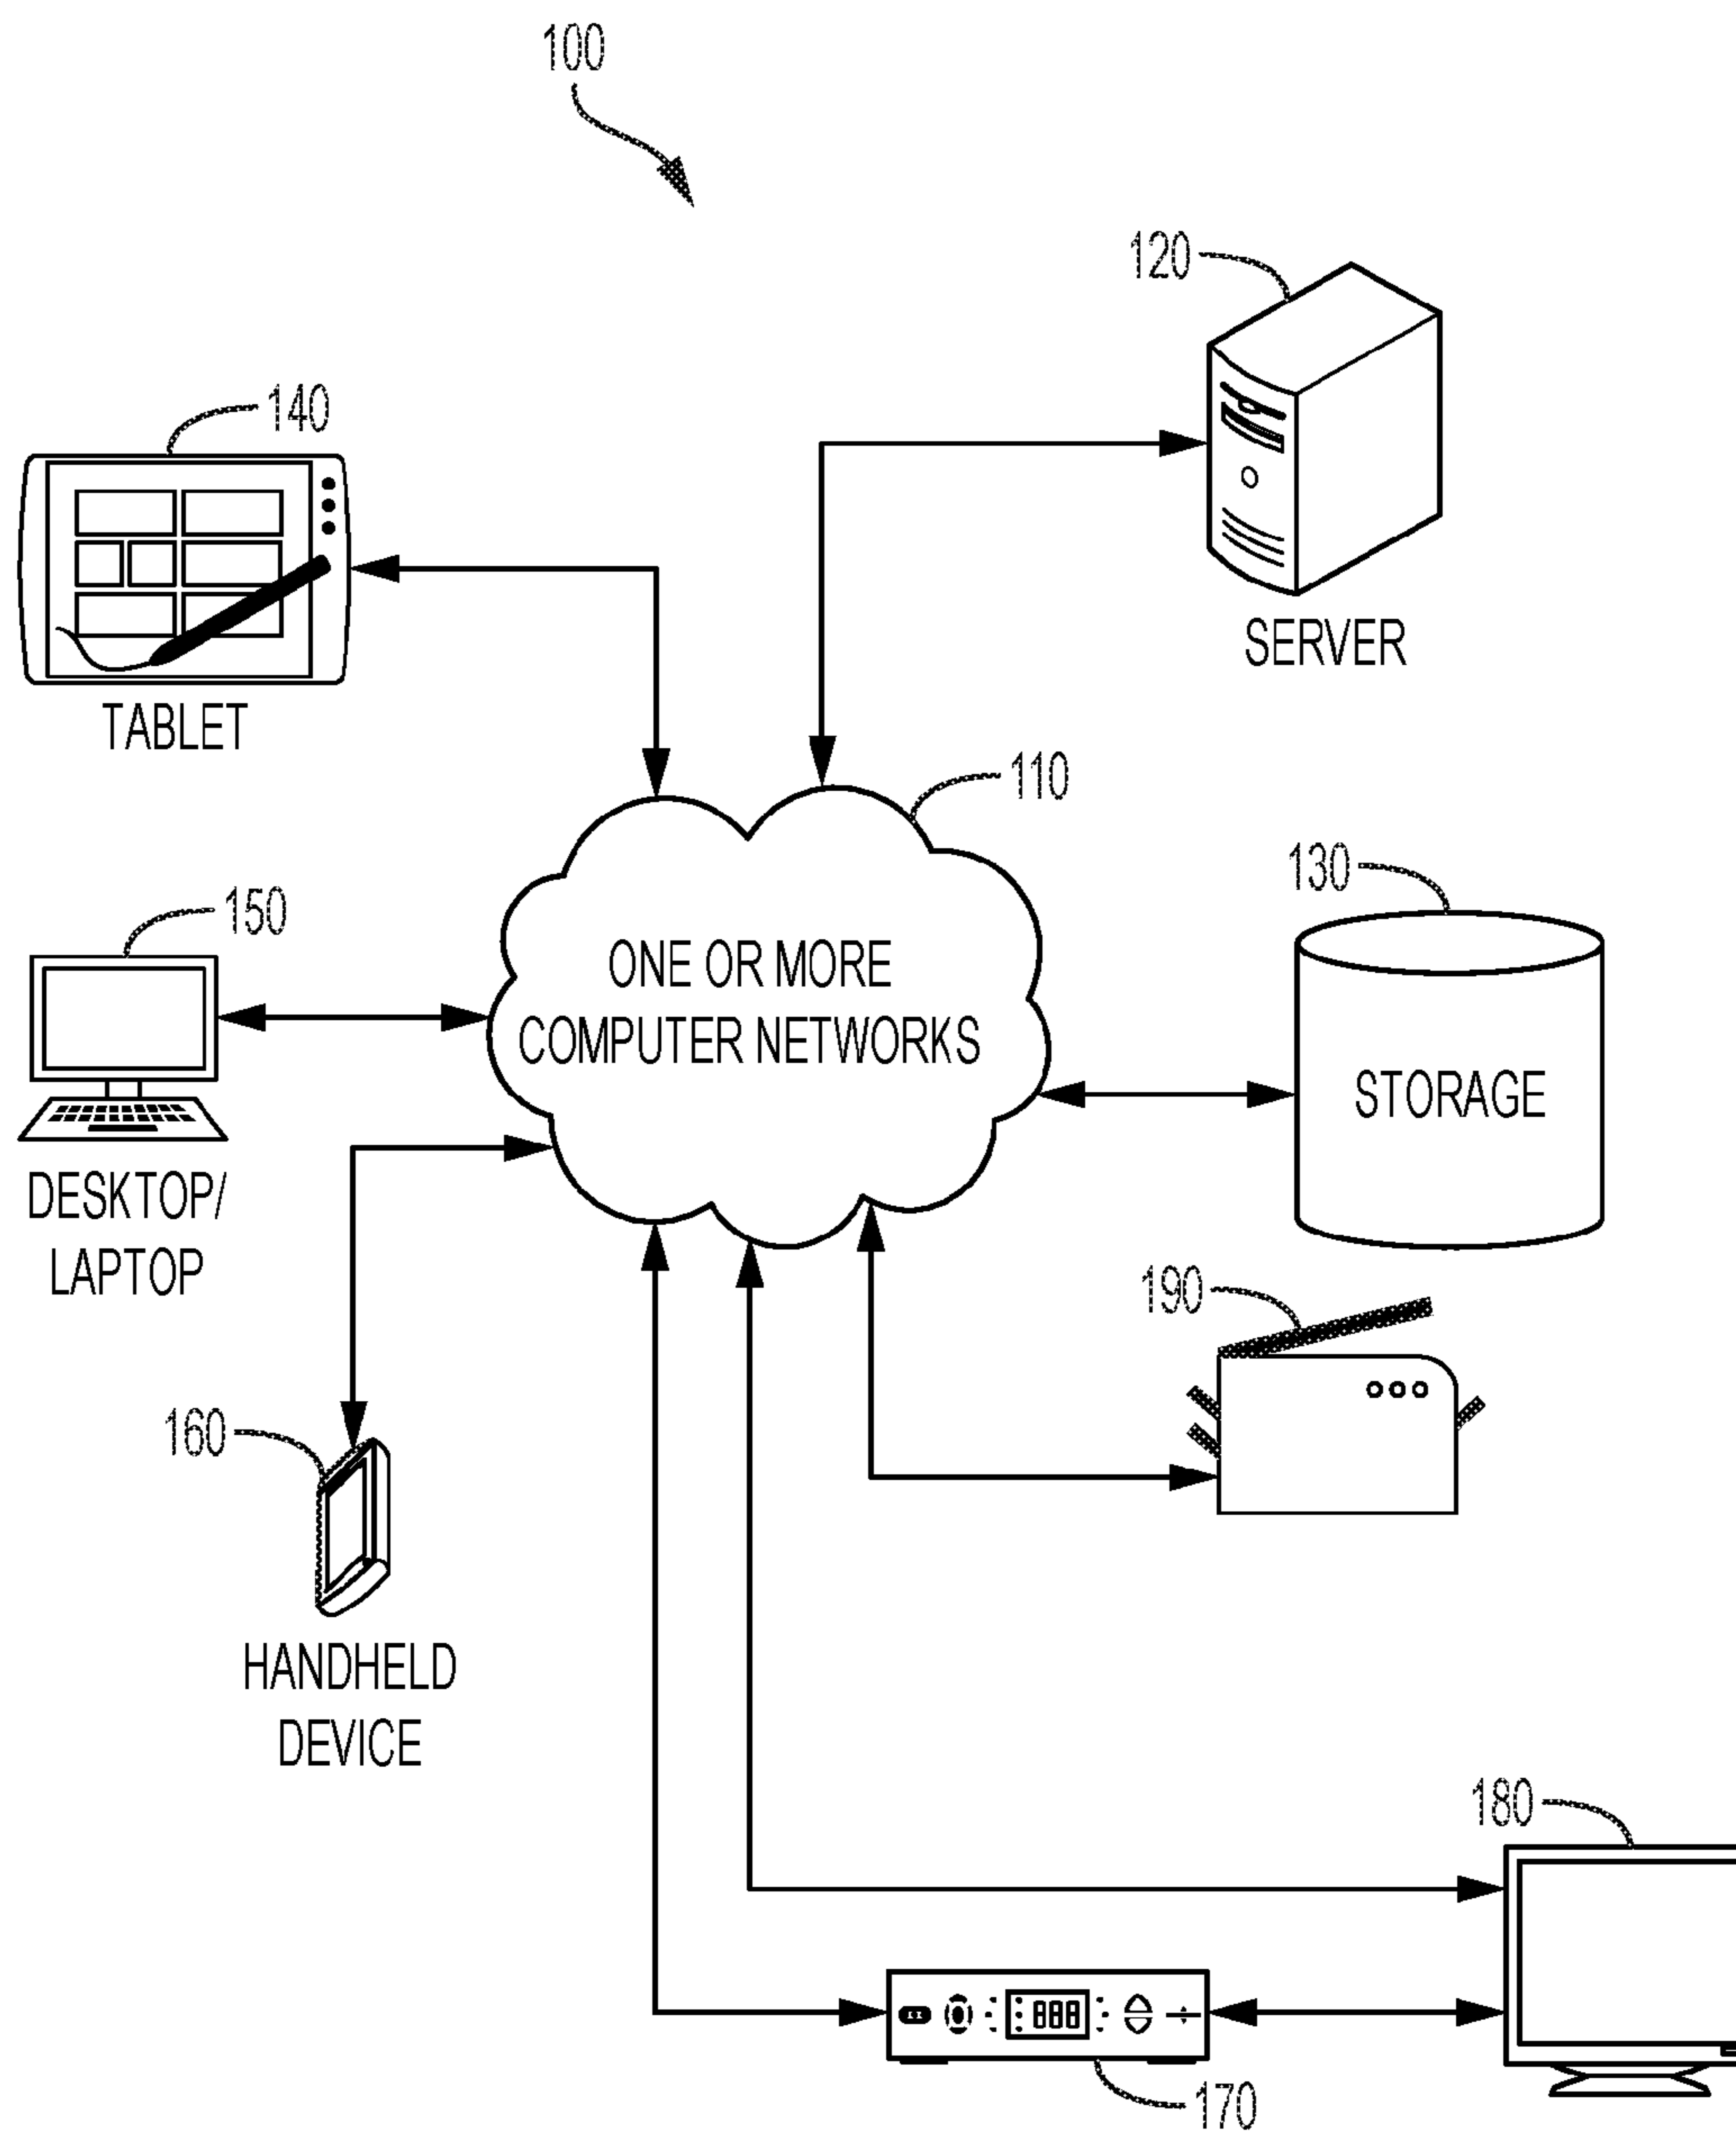 100
120
140
SERVER
TABLET
110
130
150
ONE OR MORE
COMPUTER NETWORKS
STORAGE
DESKTOP/
LAPTOP
190
160
HANDHELD
DEVICE
180
888
170